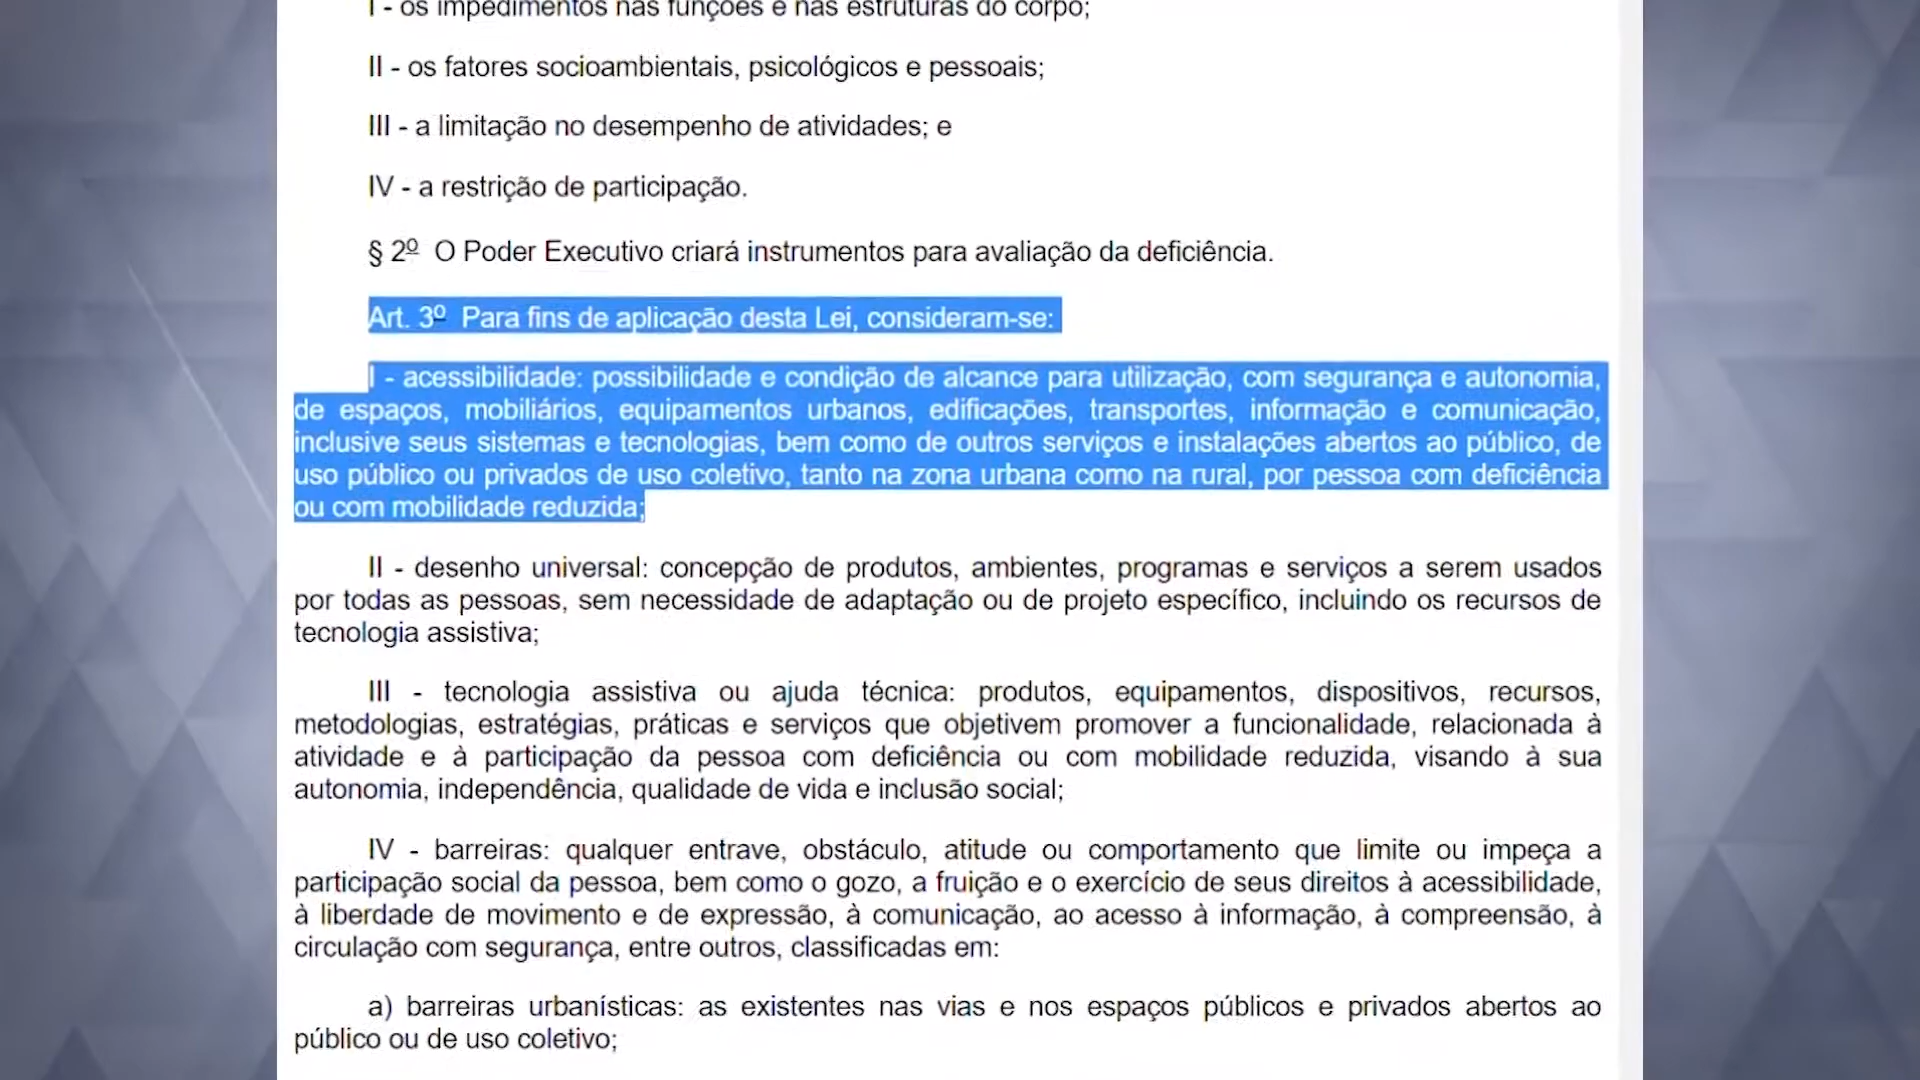 I - os impedimentos nas funções e nas estruturas do corpo;
II - os fatores socioambientais, psicológicos e pessoais;
III - a limitação no desempenho de atividades; e
IV - a restrição de participação.
§ 2º O Poder Executivo criará instrumentos para avaliação da deficiência.
Art. 3º Para fins de aplicação desta Lei, consideram-se:
I - acessibilidade: possibilidade e condição de alcance para utilização, com segurança e autonomia,
de espaços, mobiliários, equipamentos urbanos, edificações, transportes, informação e comunicação,
inclusive seus sistemas e tecnologias, bem como de outros serviços e instalações abertos ao público, de
uso público ou privados de uso coletivo, tanto na zona urbana como na rural, por pessoa com deficiência
ou com mobilidade reduzida;
II - desenho universal: concepção de produtos, ambientes, programas e serviços a serem usados
por todas as pessoas, sem necessidade de adaptação ou de projeto específico, incluindo os recursos de
tecnologia assistiva;
III - tecnologia assistiva ou ajuda técnica: produtos, equipamentos, dispositivos, recursos,
metodologias, estratégias, práticas e serviços que objetivem promover a funcionalidade, relacionada à
atividade e à participação da pessoa com deficiência ou com mobilidade reduzida, visando à sua
autonomia, independência, qualidade de vida e inclusão social;
IV - barreiras: qualquer entrave, obstáculo, atitude ou comportamento que limite ou impeça a
participação social da pessoa, bem como o gozo, a fruição e o exercício de seus direitos à acessibilidade,
à liberdade de movimento e de expressão, à comunicação, ao acesso à informação, à compreensão, à
circulação com segurança, entre outros, classificadas em:
a) barreiras urbanísticas: as existentes nas vias e nos espaços públicos e privados abertos ao
público ou de uso coletivo;